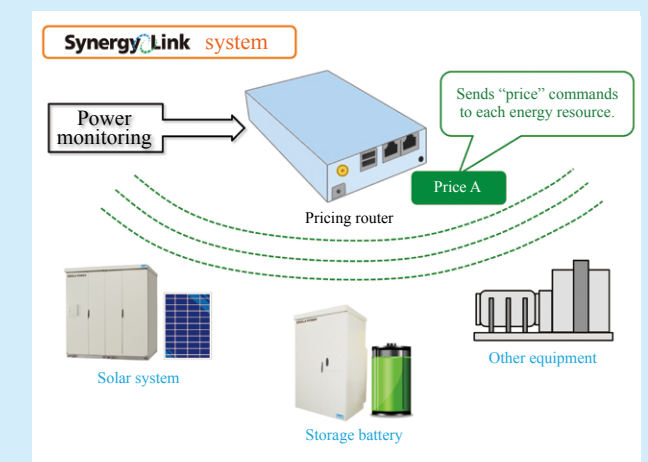 SynergyLink system
Power
monitoring
Sends “price” commands
to each energy resource.
Price A
Pricing router
Solar system
Other equipment
Storage battery